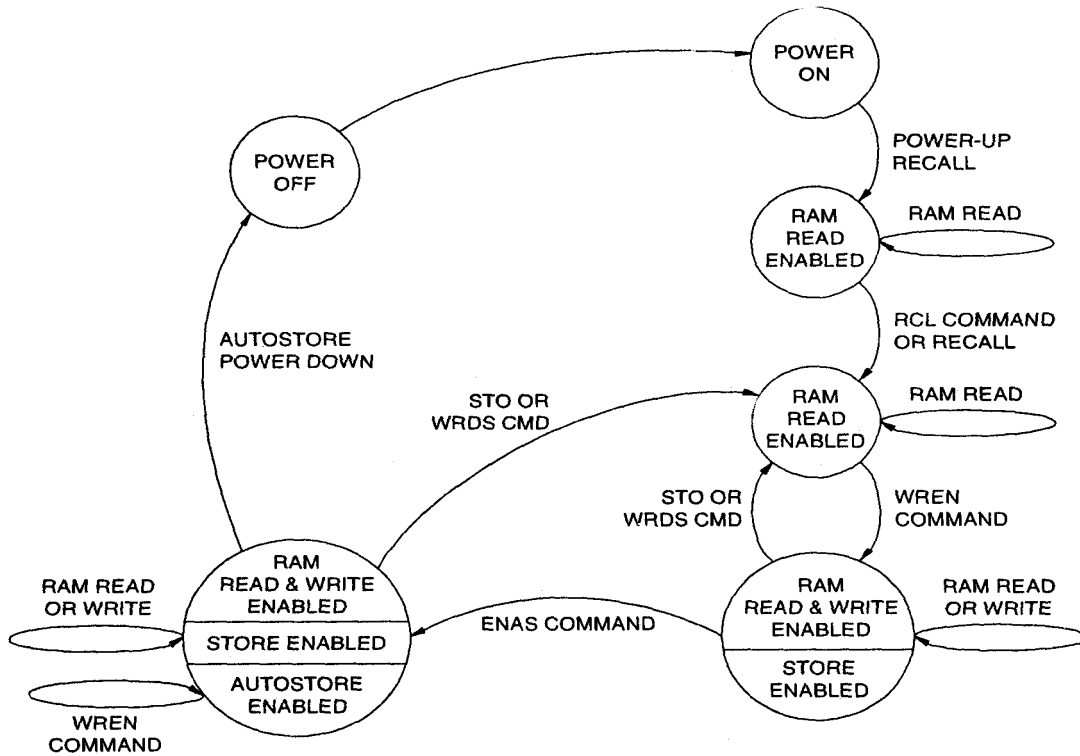 POWER
ON
POWER
OFF
POWER-UP
RECALL
RAM
READ
ENABLED
RAM READ
AUTOSTORE
POWER DOWN
RCL COMMAND
OR RECALL
STO OR
WRDS CMD
RAM
READ
ENABLED
RAM READ
STO OR
WRDS CMD
WREN
COMMAND
RAM READ
OR WRITE
RAM
READ & WRITE
ENABLED
STORE ENABLED
AUTOSTORE
ENABLED
WREN
COMMAND
ENAS COMMAND
RAM
READ & WRITE
ENABLED
STORE
ENABLED
RAM READ
OR WRITE